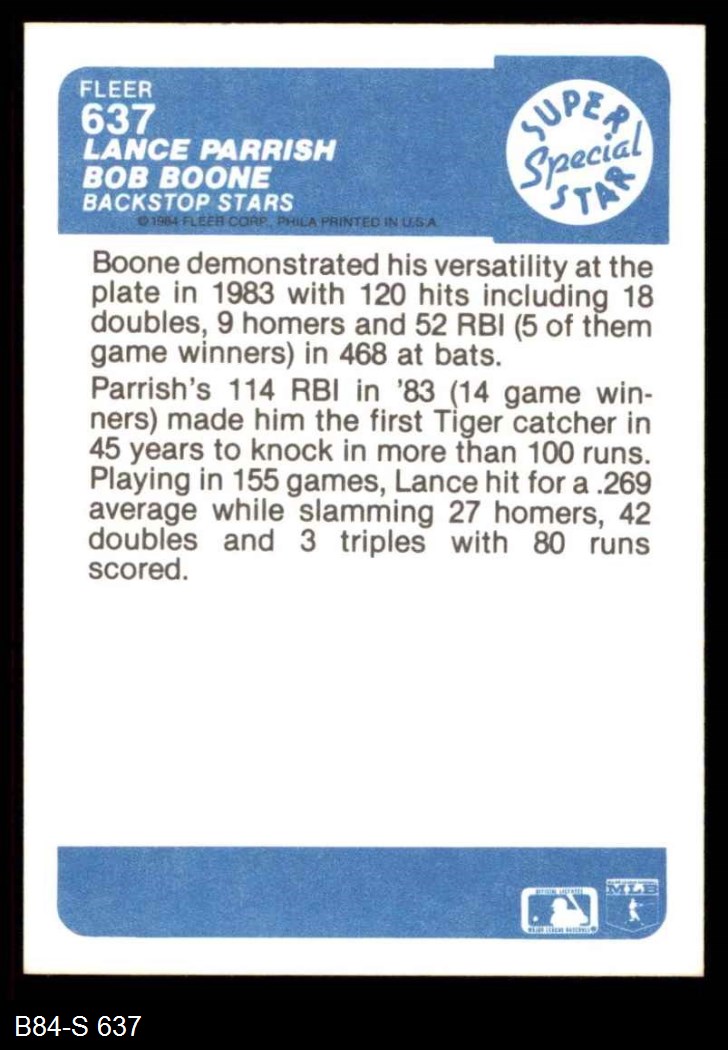 FLEER
637
LANCE PARRISH
BOB BOONE
BACKSTOP STARS
© 1984 FLEER CORP., PHILA PRINTED IN U.S.A.
SUPER
Special
STAR
Boone demonstrated his versatility at the
plate in 1983 with 120 hits including 18
doubles, 9 homers and 52 RBI (5 of them
game winners) in 468 at bats.
Parrish's 114 RBI in '83 (14 game win-
ners) made him the first Tiger catcher in
45 years to knock in more than 100 runs.
Playing in 155 games, Lance hit for a .269
average while slamming 27 homers, 42
doubles and 3 triples with 80 runs
scored.
OFFICIAL LICENSEE
MAJOR LEAGUE BASEBALL
MLB
B84-S 637